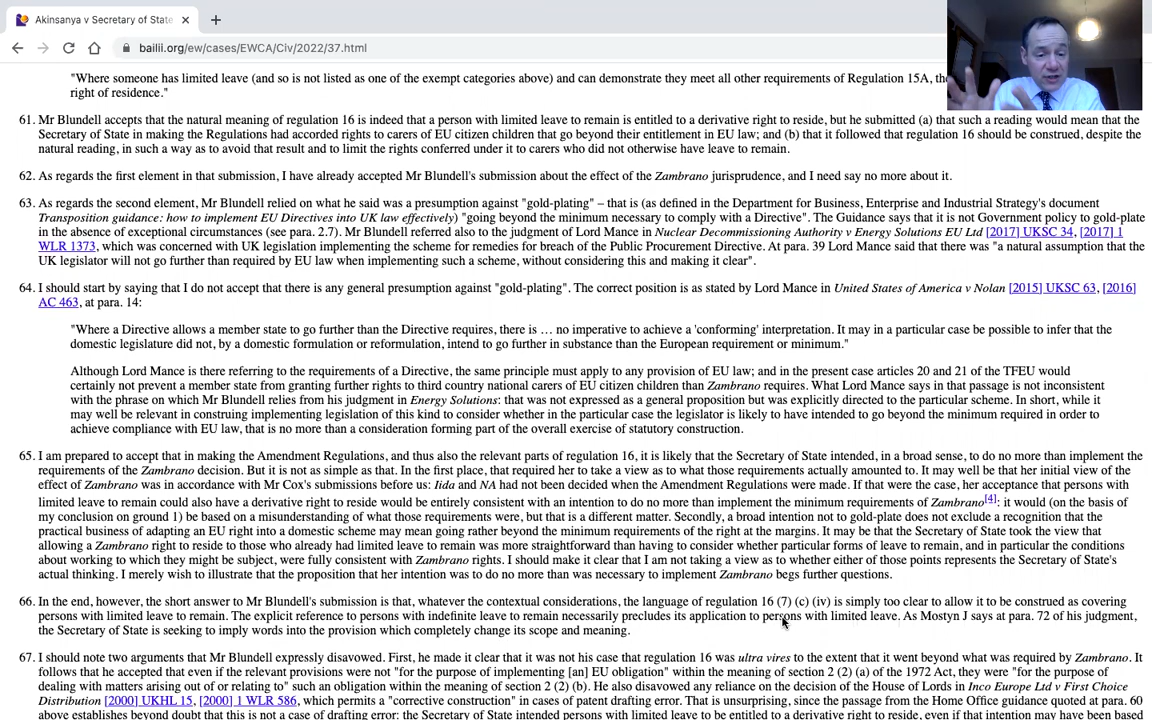 Akinsanya v Secretary of State
bailii.org/ew/cases/EWCA/Civ/2022/37.html
"Where someone has limited leave (and so is not listed as one of the exempt categories above) and can demonstrate they meet all other requirements of Regulation 15A, the
right of residence."
61. Mr Blundell accepts that the natural meaning of regulation 16 is indeed that a person with limited leave to remain is entitled to a derivative right to reside, but he submitted (a) that such a reading would mean that the
Secretary of State in making the Regulations had accorded rights to carers of EU citizen children that go beyond their entitlement in EU law; and (b) that it followed that regulation 16 should be construed, despite the
natural reading, in such a way as to avoid that result and to limit the rights conferred under it to carers who did not otherwise have leave to remain.
62. As regards the first element in that submission, I have already accepted Mr Blundell's submission about the effect of the Zambrano jurisprudence, and I need say no more about it.
63. As regards the second element, Mr Blundell relied on what he said was a presumption against "gold-plating" – that is (as defined in the Department for Business, Enterprise and Industrial Strategy's document
Transposition guidance: how to implement EU Directives into UK law effectively) "going beyond the minimum necessary to comply with a Directive". The Guidance says that it is not Government policy to gold-plate
in the absence of exceptional circumstances (see para. 2.7). Mr Blundell referred also to the judgment of Lord Mance in Nuclear Decommissioning Authority v Energy Solutions EU Ltd [2017] UKSC 34, [2017] 1
WLR 1373, which was concerned with UK legislation implementing the scheme for remedies for breach of the Public Procurement Directive. At para. 39 Lord Mance said that there was "a natural assumption that the
UK legislator will not go further than required by EU law when implementing such a scheme, without considering this and making it clear".
64. I should start by saying that I do not accept that there is any general presumption against "gold-plating". The correct position is as stated by Lord Mance in United States of America v Nolan [2015] UKSC 63, [2016]
AC 463, at para. 14:
"Where a Directive allows a member state to go further than the Directive requires, there is … no imperative to achieve a 'conforming' interpretation. It may in a particular case be possible to infer that the
domestic legislature did not, by a domestic formulation or reformulation, intend to go further in substance than the European requirement or minimum."
Although Lord Mance is there referring to the requirements of a Directive, the same principle must apply to any provision of EU law; and in the present case articles 20 and 21 of the TFEU would
certainly not prevent a member state from granting further rights to third country national carers of EU citizen children than Zambrano requires. What Lord Mance says in that passage is not inconsistent
with the phrase on which Mr Blundell relies from his judgment in Energy Solutions: that was not expressed as a general proposition but was explicitly directed to the particular scheme. In short, while it
may well be relevant in construing implementing legislation of this kind to consider whether in the particular case the legislator is likely to have intended to go beyond the minimum required in order to
achieve compliance with EU law, that is no more than a consideration forming part of the overall exercise of statutory construction.
65. I am prepared to accept that in making the Amendment Regulations, and thus also the relevant parts of regulation 16, it is likely that the Secretary of State intended, in a broad sense, to do no more than implement the
requirements of the Zambrano decision. But it is not as simple as that. In the first place, that required her to take a view as to what those requirements actually amounted to. It may well be that her initial view of the
effect of Zambrano was in accordance with Mr Cox's submissions before us: Iida and NA had not been decided when the Amendment Regulations were made. If that were the case, her acceptance that persons with
limited leave to remain could also have a derivative right to reside would be entirely consistent with an intention to do no more than implement the minimum requirements of Zambrano[4]: it would (on the basis of
my conclusion on ground 1) be based on a misunderstanding of what those requirements were, but that is a different matter. Secondly, a broad intention not to gold-plate does not exclude a recognition that the
practical business of adapting an EU right into a domestic scheme may mean going rather beyond the minimum requirements of the right at the margins. It may be that the Secretary of State took the view that
allowing a Zambrano right to reside to those who already had limited leave to remain was more straightforward than having to consider whether particular forms of leave to remain, and in particular the conditions
about working to which they might be subject, were fully consistent with Zambrano rights. I should make it clear that I am not taking a view as to whether either of those points represents the Secretary of State's
actual thinking. I merely wish to illustrate that the proposition that her intention was to do no more than was necessary to implement Zambrano begs further questions.
66. In the end, however, the short answer to Mr Blundell's submission is that, whatever the contextual considerations, the language of regulation 16 (7) (c) (iv) is simply too clear to allow it to be construed as covering
persons with limited leave to remain. The explicit reference to persons with indefinite leave to remain necessarily precludes its application to persons with limited leave. As Mostyn J says at para. 72 of his judgment,
the Secretary of State is seeking to imply words into the provision which completely change its scope and meaning.
67. I should note two arguments that Mr Blundell expressly disavowed. First, he made it clear that it was not his case that regulation 16 was ultra vires to the extent that it went beyond what was required by Zambrano. It
follows that he accepted that even if the relevant provisions were not "for the purpose of implementing [an] EU obligation" within the meaning of section 2 (2) (a) of the 1972 Act, they were "for the purpose of
dealing with matters arising out of or relating to" such an obligation within the meaning of section 2 (2) (b). He also disavowed any reliance on the decision of the House of Lords in Inco Europe Ltd v First Choice
Distribution [2000] UKHL 15, [2000] 1 WLR 586, which permits a "corrective construction" in cases of patent drafting error. That is unsurprising, since the passage from the Home Office guidance quoted at para. 60
above establishes beyond doubt that this is not a case of drafting error: the Secretary of State intended persons with limited leave to be entitled to a derivative right to reside, even if that intention may have been based